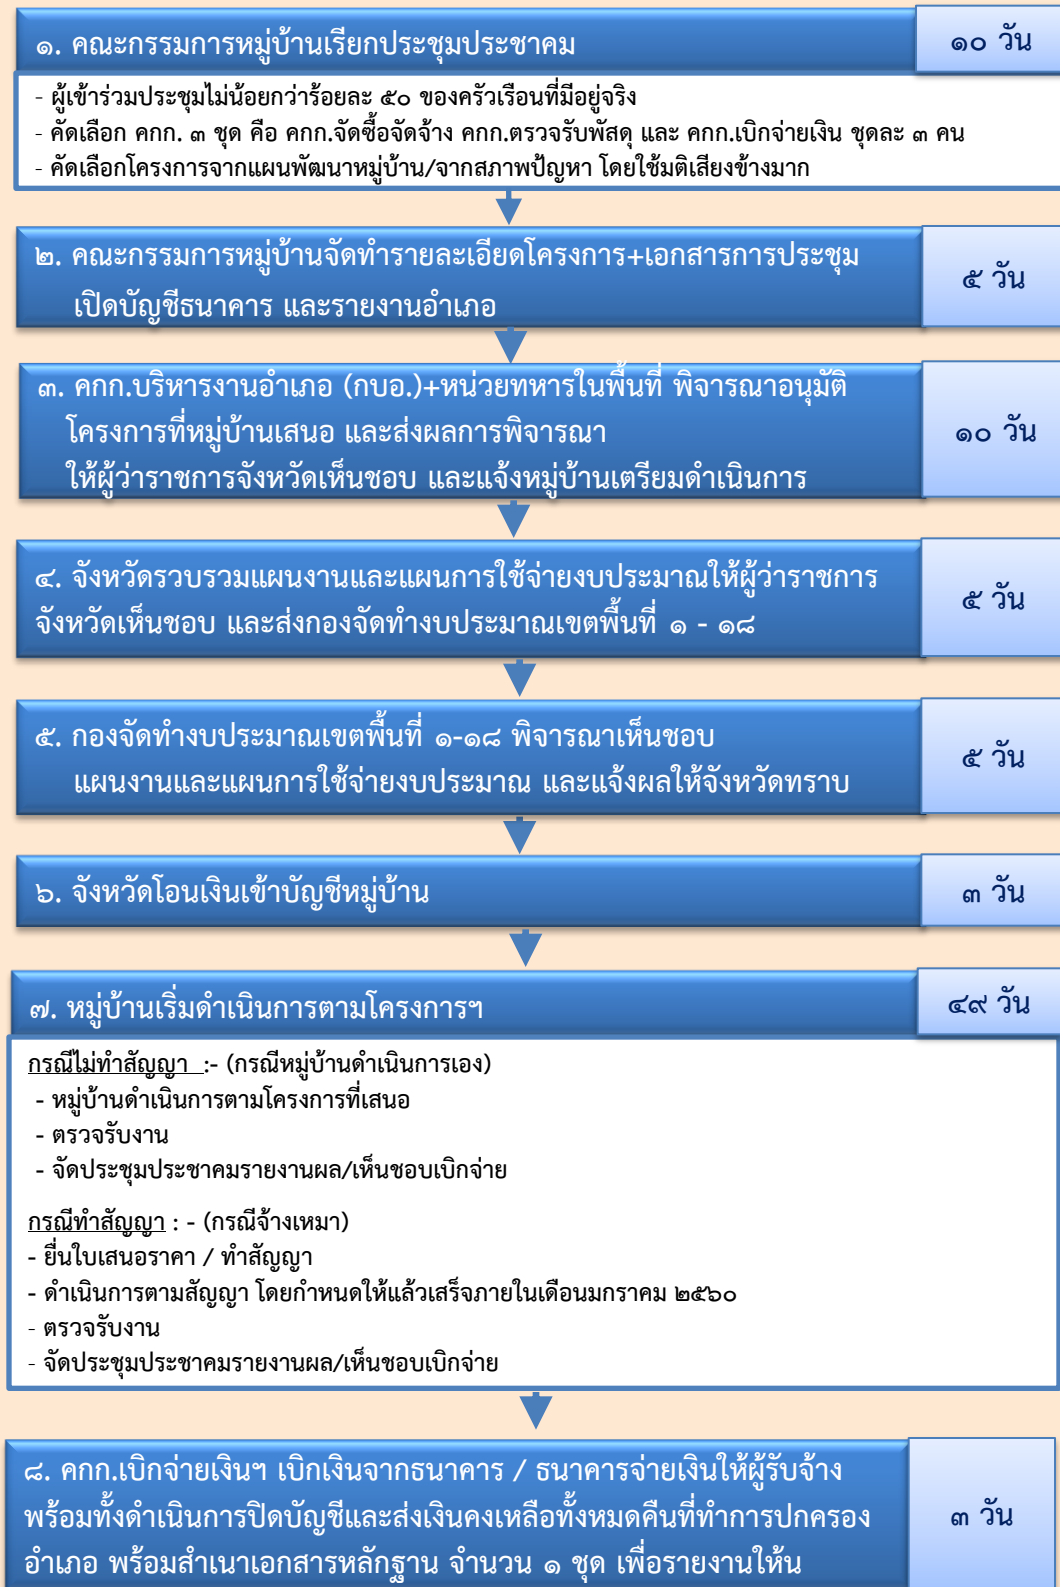 ๑. คณะกรรมการหมู่บ้านเรียกประชุมประชาคม
๑๐ วัน
- ผู้เข้าร่วมประชุมไม่น้อยกว่าร้อยละ ๕๐ ของครัวเรือนที่มีอยู่จริง
- คัดเลือก คกก. ๓ ชุด คือ คกก.จัดซื้อจัดจ้าง คกก.ตรวจรับพัสดุ และ คกก.เบิกจ่ายเงิน ชุดละ ๓ คน
- คัดเลือกโครงการจากแผนพัฒนาหมู่บ้าน/จากสภาพปัญหา โดยใช้มติเสียงข้างมาก
๒. คณะกรรมการหมู่บ้านจัดทำรายละเอียดโครงการ+เอกสารการประชุม
เปิดบัญชีธนาคาร และรายงานอำเภอ
๕ วัน
๓. คกก.บริหารงานอำเภอ (กบอ.)+หน่วยทหารในพื้นที่ พิจารณาอนุมัติ
โครงการที่หมู่บ้านเสนอ และส่งผลการพิจารณา
ให้ผู้ว่าราชการจังหวัดเห็นชอบ และแจ้งหมู่บ้านเตรียมดำเนินการ
๑๐ วัน
๔. จังหวัดรวบรวมแผนงานและแผนการใช้จ่ายงบประมาณให้ผู้ว่าราชการ
จังหวัดเห็นชอบ และส่งกองจัดทำงบประมาณเขตพื้นที่ ๑ - ๑๘
๕ วัน
๕. กองจัดทำงบประมาณเขตพื้นที่ ๑-๑๘ พิจารณาเห็นชอบ
แผนงานและแผนการใช้จ่ายงบประมาณ และแจ้งผลให้จังหวัดทราบ
๕ วัน
๖. จังหวัดโอนเงินเข้าบัญชีหมู่บ้าน
๓ วัน
๗. หมู่บ้านเริ่มดำเนินการตามโครงการฯ
๔๙ วัน
กรณีไม่ทำสัญญา :- (กรณีหมู่บ้านดำเนินการเอง)
- หมู่บ้านดำเนินการตามโครงการที่เสนอ
- ตรวจรับงาน
- จัดประชุมประชาคมรายงานผล/เห็นชอบเบิกจ่าย
กรณีทำสัญญา : - (กรณีจ้างเหมา)
- ยื่นใบเสนอราคา / ทำสัญญา
- ดำเนินการตามสัญญา โดยกำหนดให้แล้วเสร็จภายในเดือนมกราคม ๒๕๖๐
- ตรวจรับงาน
- จัดประชุมประชาคมรายงานผล/เห็นชอบเบิกจ่าย
๘. คกก.เบิกจ่ายเงินฯ เบิกเงินจากธนาคาร / ธนาคารจ่ายเงินให้ผู้รับจ้าง
พร้อมทั้งดำเนินการปิดบัญชีและส่งเงินคงเหลือทั้งหมดคืนที่ทำการปกครอง
อำเภอ พร้อมสำเนาเอกสารหลักฐาน จำนวน ๑ ชุด เพื่อรายงานให้น
๓ วัน